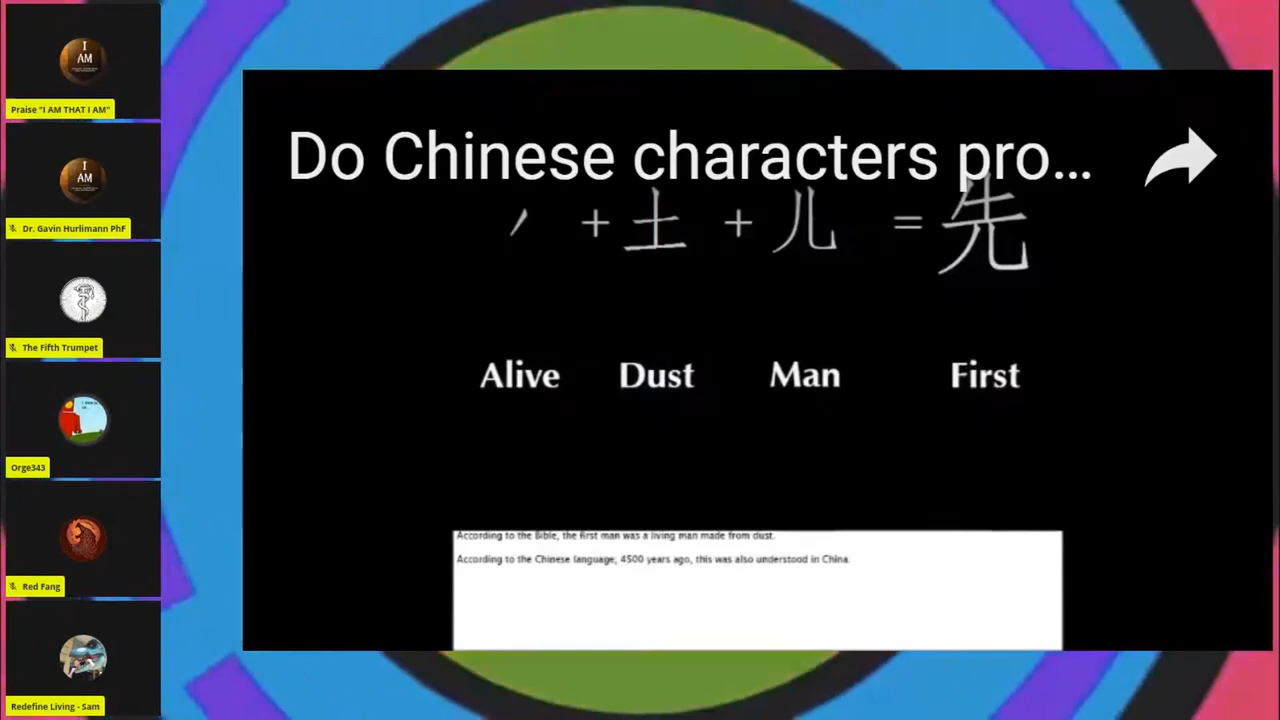 I AM
Praise "I AM THAT I AM"
I AM
Dr. Gavin Hurlimann PhF
The Fifth Trumpet
Orge343
Red Fang
Redefine Living - Sam
Do Chinese characters pro...
丿 + 土 + 儿 = 先
Alive Dust Man First
According to the Bible, the first man was a living man made from dust.
According to the Chinese language, 4500 years ago, this was also understood in China.